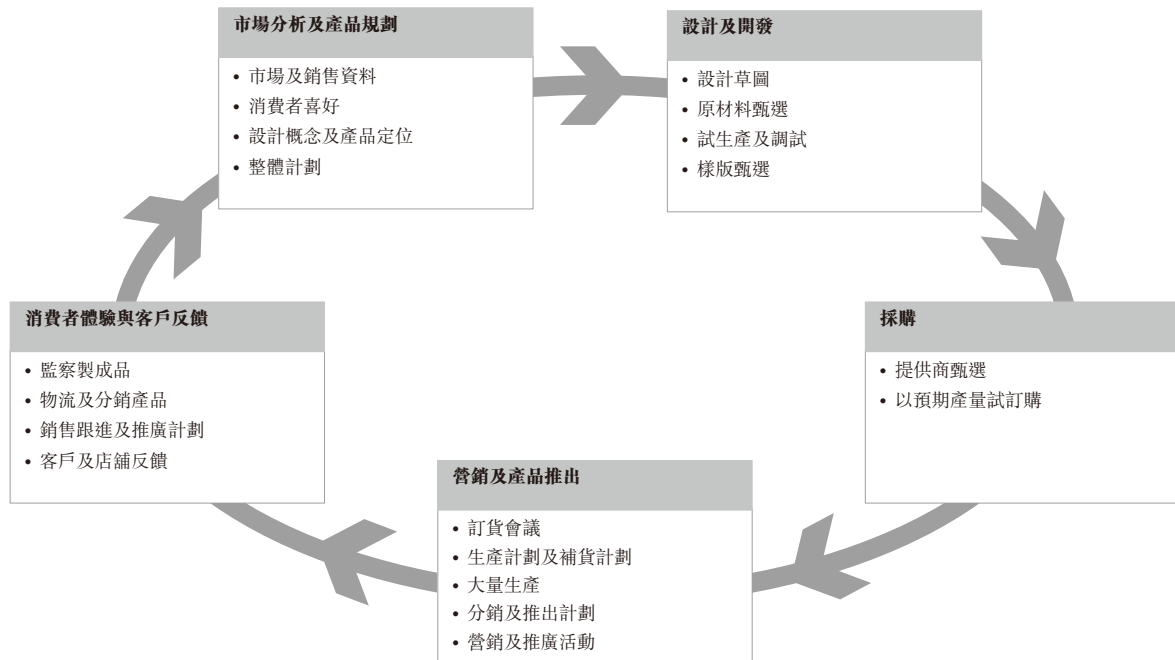 市場分析及產品規劃
• 市場及銷售資料
• 消費者喜好
• 設計概念及產品定位
• 整體計劃
設計及開發
• 設計草圖
• 原材料甄選
• 試生產及調試
• 樣版甄選
採購
• 提供商甄選
• 以預期產量試訂購
營銷及產品推出
• 訂貨會議
• 生產計劃及補貨計劃
• 大量生產
• 分銷及推出計劃
• 營銷及推廣活動
消費者體驗與客戶反饋
• 監察製成品
• 物流及分銷產品
• 銷售跟進及推廣計劃
• 客戶及店舖反饋